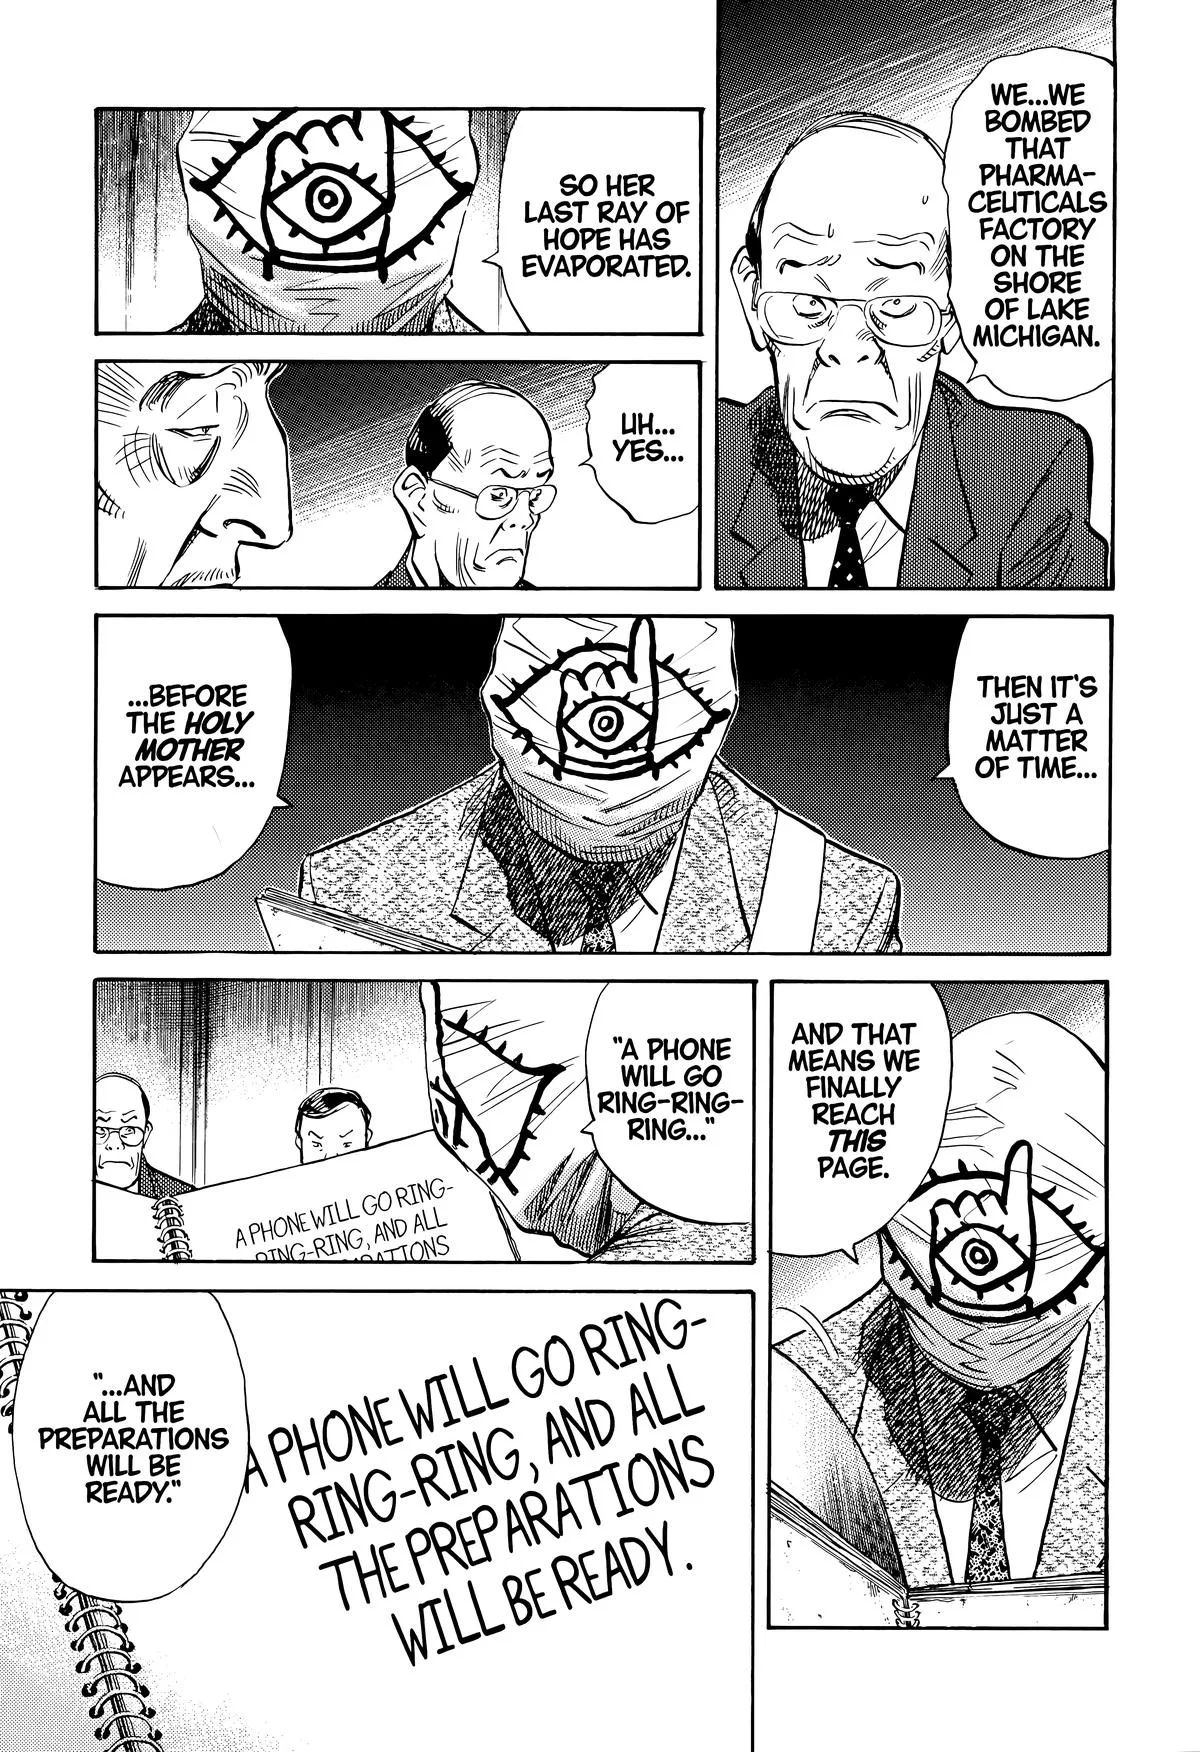 WE...WE
BOMBED
THAT
PHARMA-
CEUTICALS
FACTORY
ON THE
SHORE
OF LAKE
MICHIGAN.
SO HER
LAST RAY OF
HOPE HAS
EVAPORATED.
UH...
YES...
THEN IT'S
JUST A
MATTER
OF TIME...
...BEFORE
THE HOLY
MOTHER
APPEARS...
AND THAT
MEANS WE
FINALLY
REACH
THIS
PAGE.
"A PHONE
WILL GO
RING-RING-
RING..."
A PHONE WILL GO RING-
RING-RING, AND ALL
PREPARATIONS
"...AND
ALL THE
PREPARATIONS
WILL BE
READY."
A PHONE WILL GO RING-
RING-RING, AND ALL
THE PREPARATIONS
WILL BE READY.